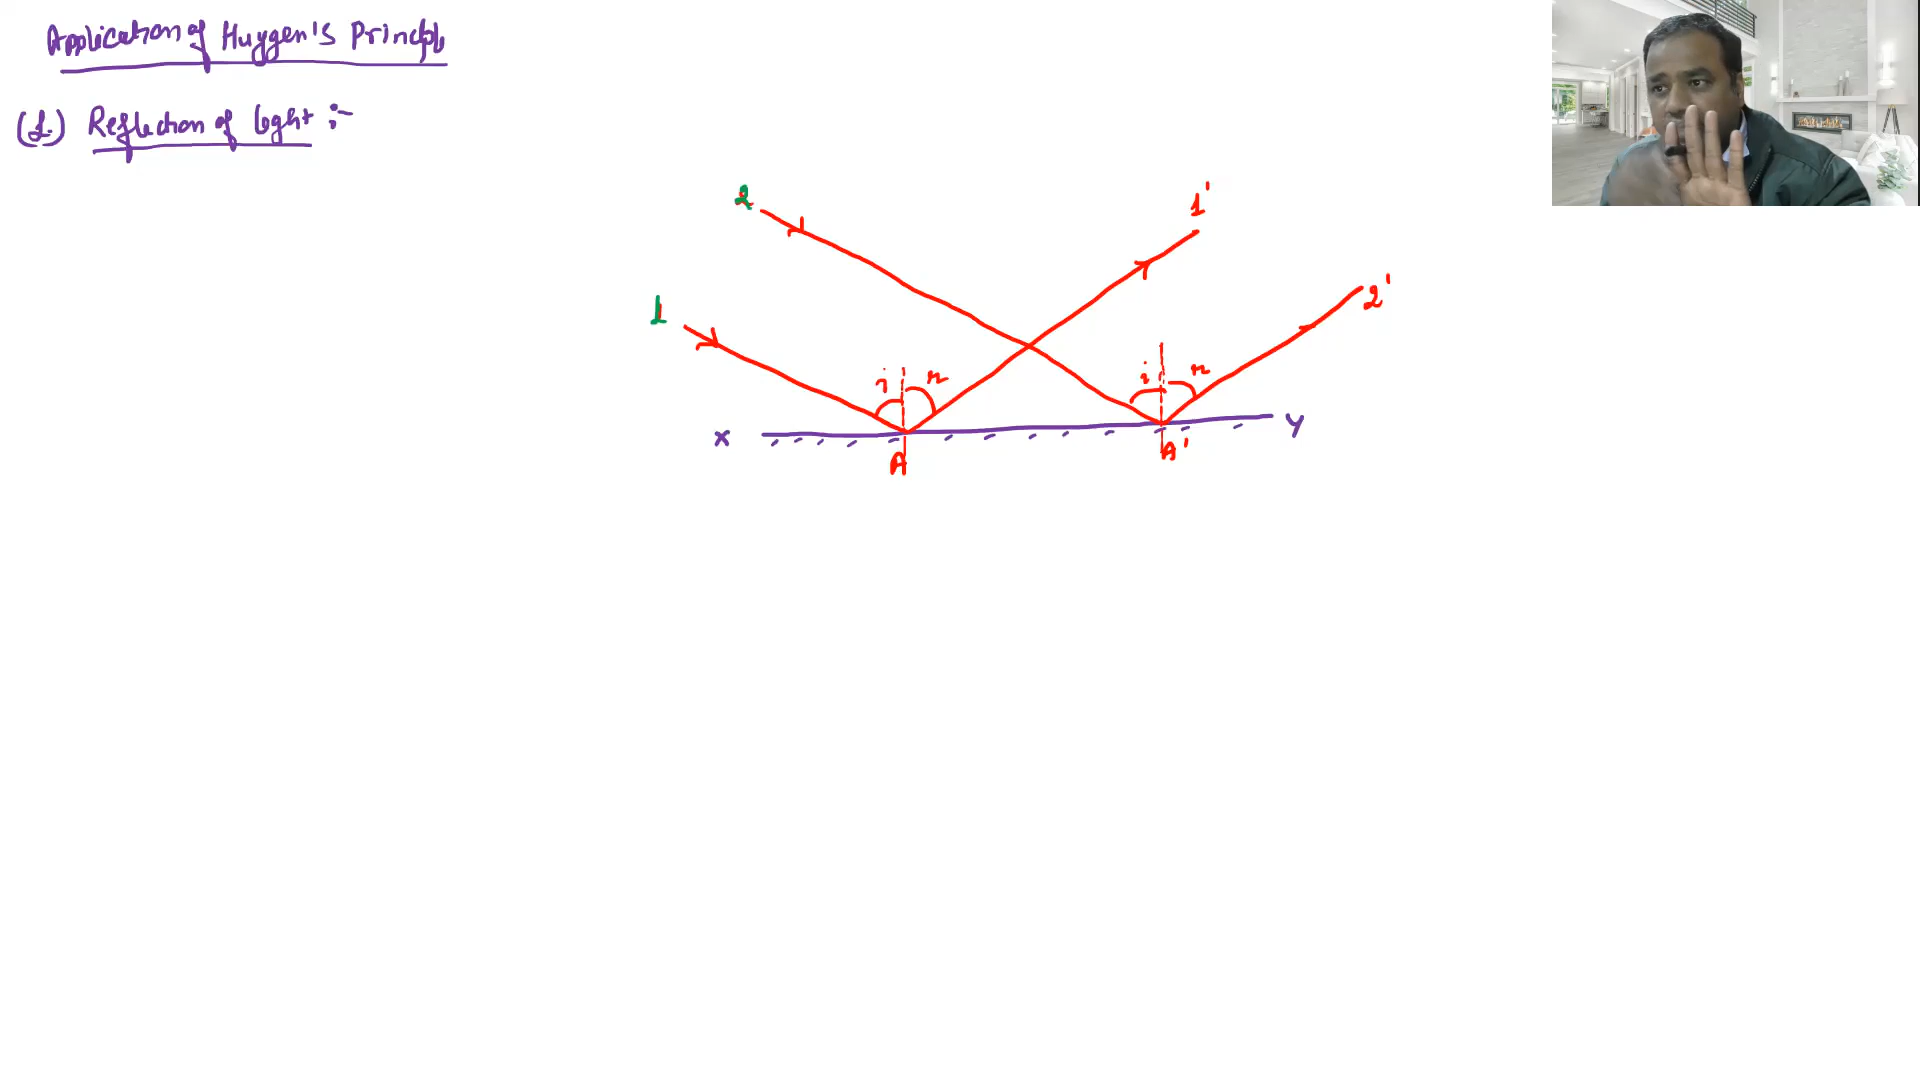 Application of Huygen's Principle
(1.) Reflection of light :-
2
1'
1
2'
i r
i r
X
Y
A
A'